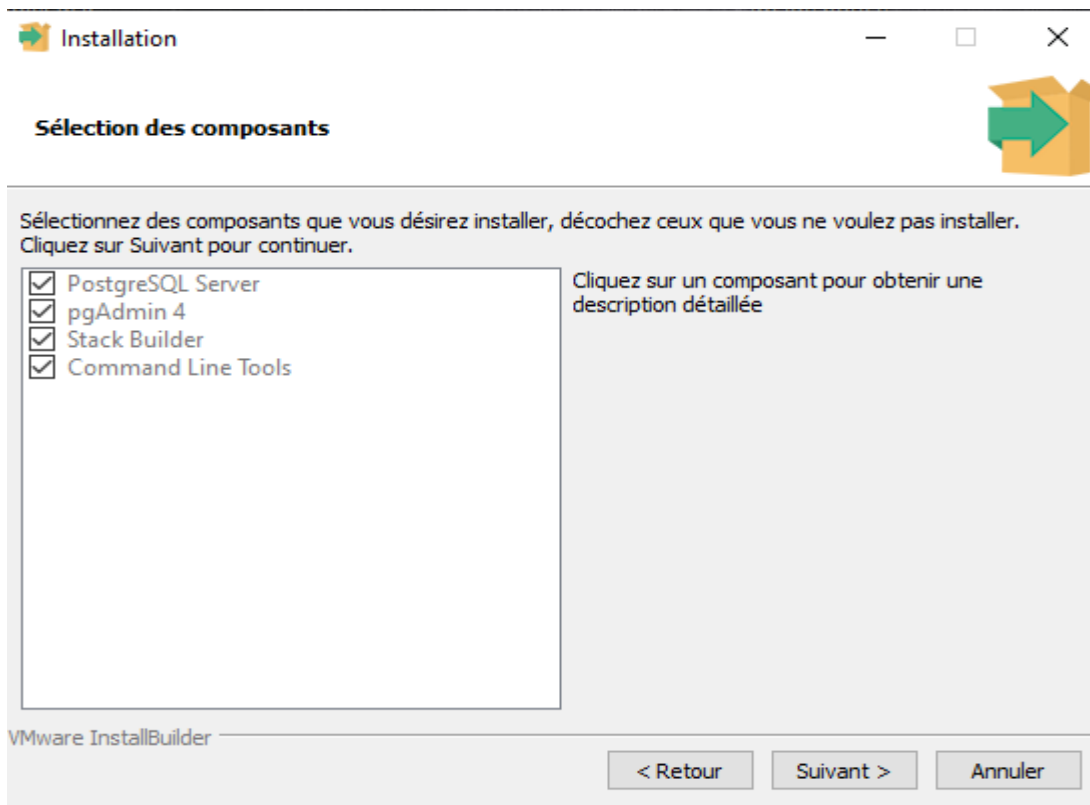 Installation
Sélection des composants
Sélectionnez des composants que vous désirez installer, décochez ceux que vous ne voulez pas installer.
Cliquez sur Suivant pour continuer.
PostgreSQL Server
pgAdmin 4
Stack Builder
Command Line Tools
Cliquez sur un composant pour obtenir une
description détaillée
VMware InstallBuilder
< Retour
Suivant >
Annuler